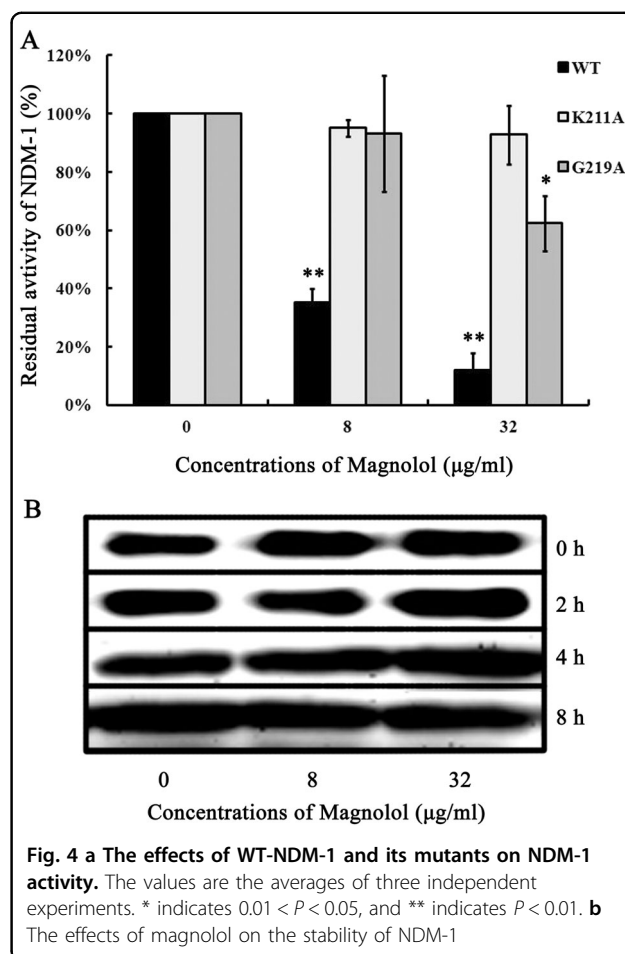 A
120%
100%
80%
60%
40%
20%
0%
Residual avtivity of NDM-1 (%)
WT
K211A
G219A
**
**
*
0 8 32
Concentrations of Magnolol (µg/ml)
B
0 h
2 h
4 h
8 h
0 8 32
Concentrations of Magnolol (µg/ml)
Fig. 4 a The effects of WT-NDM-1 and its mutants on NDM-1
activity. The values are the averages of three independent
experiments. * indicates 0.01 < P < 0.05, and ** indicates P < 0.01. b
The effects of magnolol on the stability of NDM-1